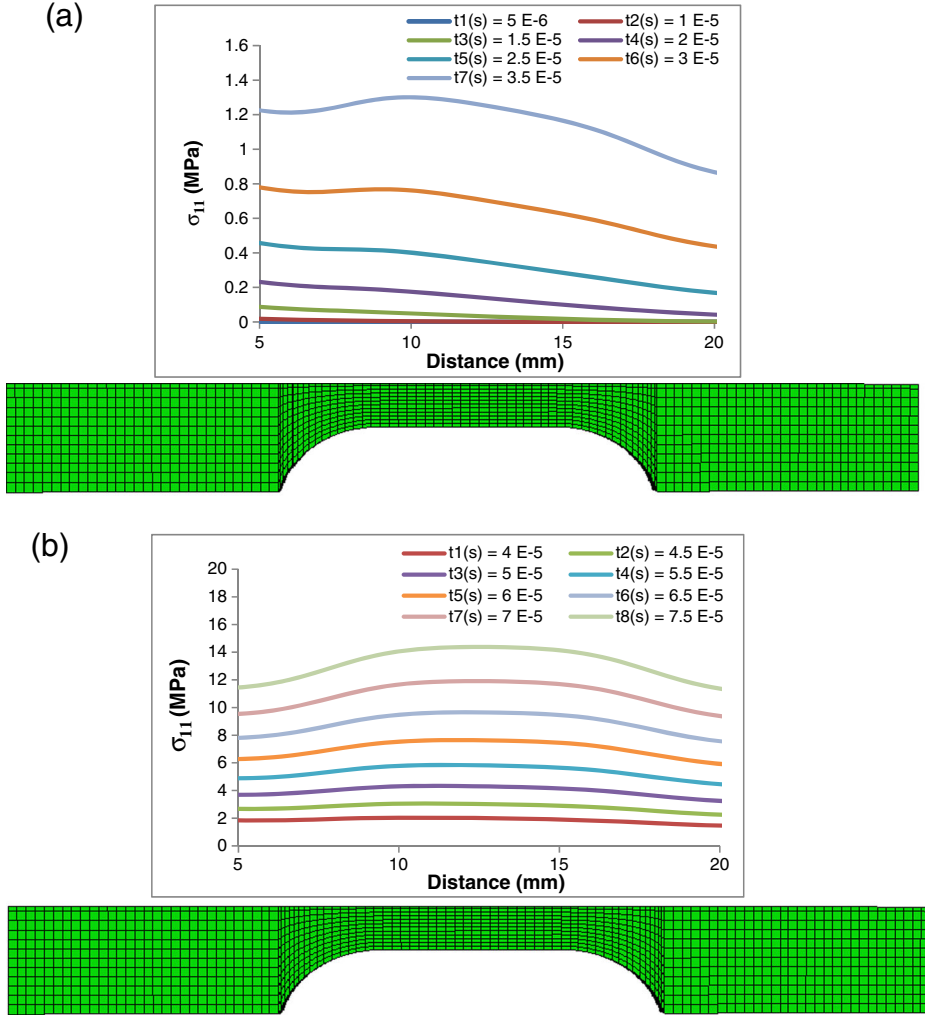 (a)
t1(s) = 5 E-6 t2(s) = 1 E-5
t3(s) = 1.5 E-5 t4(s) = 2 E-5
t5(s) = 2.5 E-5 t6(s) = 3 E-5
t7(s) = 3.5 E-5
1.6
1.4
1.2
1
0.8
0.6
0.4
0.2
0
σ11 (MPa)
5 10 15 20
Distance (mm)
(b)
t1(s) = 4 E-5 t2(s) = 4.5 E-5
t3(s) = 5 E-5 t4(s) = 5.5 E-5
t5(s) = 6 E-5 t6(s) = 6.5 E-5
t7(s) = 7 E-5 t8(s) = 7.5 E-5
20
18
16
14
12
10
8
6
4
2
0
σ11 (MPa)
5 10 15 20
Distance (mm)